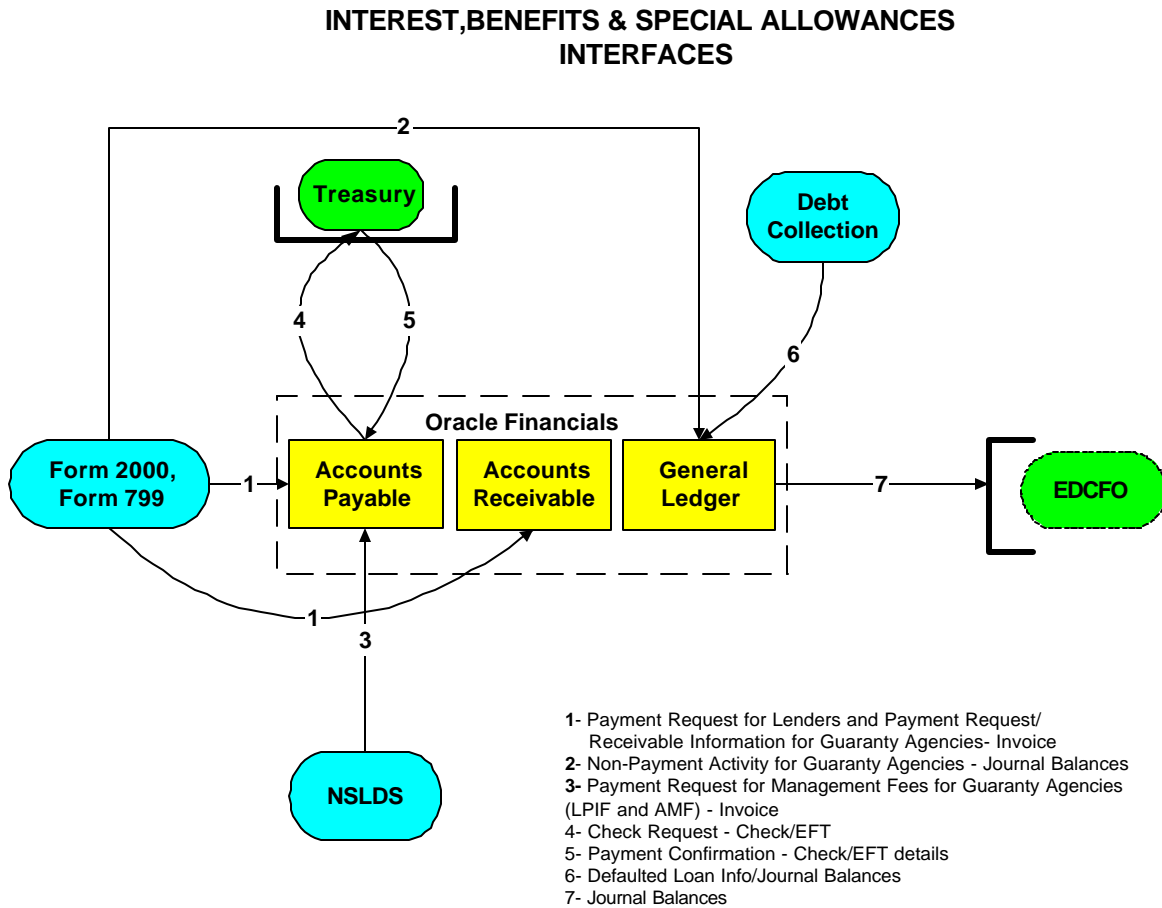 INTEREST,BENEFITS & SPECIAL ALLOWANCES
INTERFACES
2
Treasury
Debt
Collection
4
5
6
Oracle Financials
Form 2000,
Form 799
1
Accounts
Payable
Accounts
Receivable
General
Ledger
7
EDCFO
1
3
NSLDS
1- Payment Request for Lenders and Payment Request/
Receivable Information for Guaranty Agencies- Invoice
2- Non-Payment Activity for Guaranty Agencies - Journal Balances
3- Payment Request for Management Fees for Guaranty Agencies
(LPIF and AMF) - Invoice
4- Check Request - Check/EFT
5- Payment Confirmation - Check/EFT details
6- Defaulted Loan Info/Journal Balances
7- Journal Balances